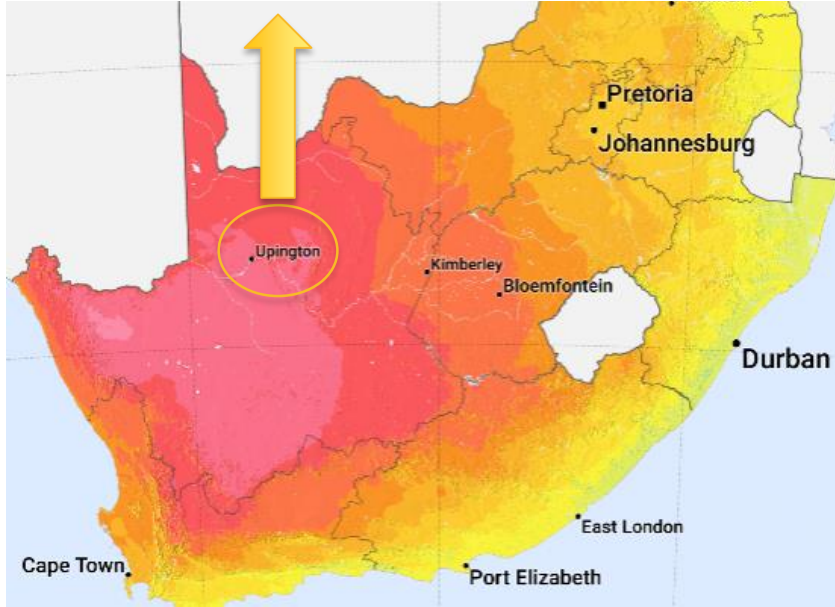 Pretoria
Johannesburg
Upington
Kimberley
Bloemfontein
Durban
East London
Cape Town
Port Elizabeth